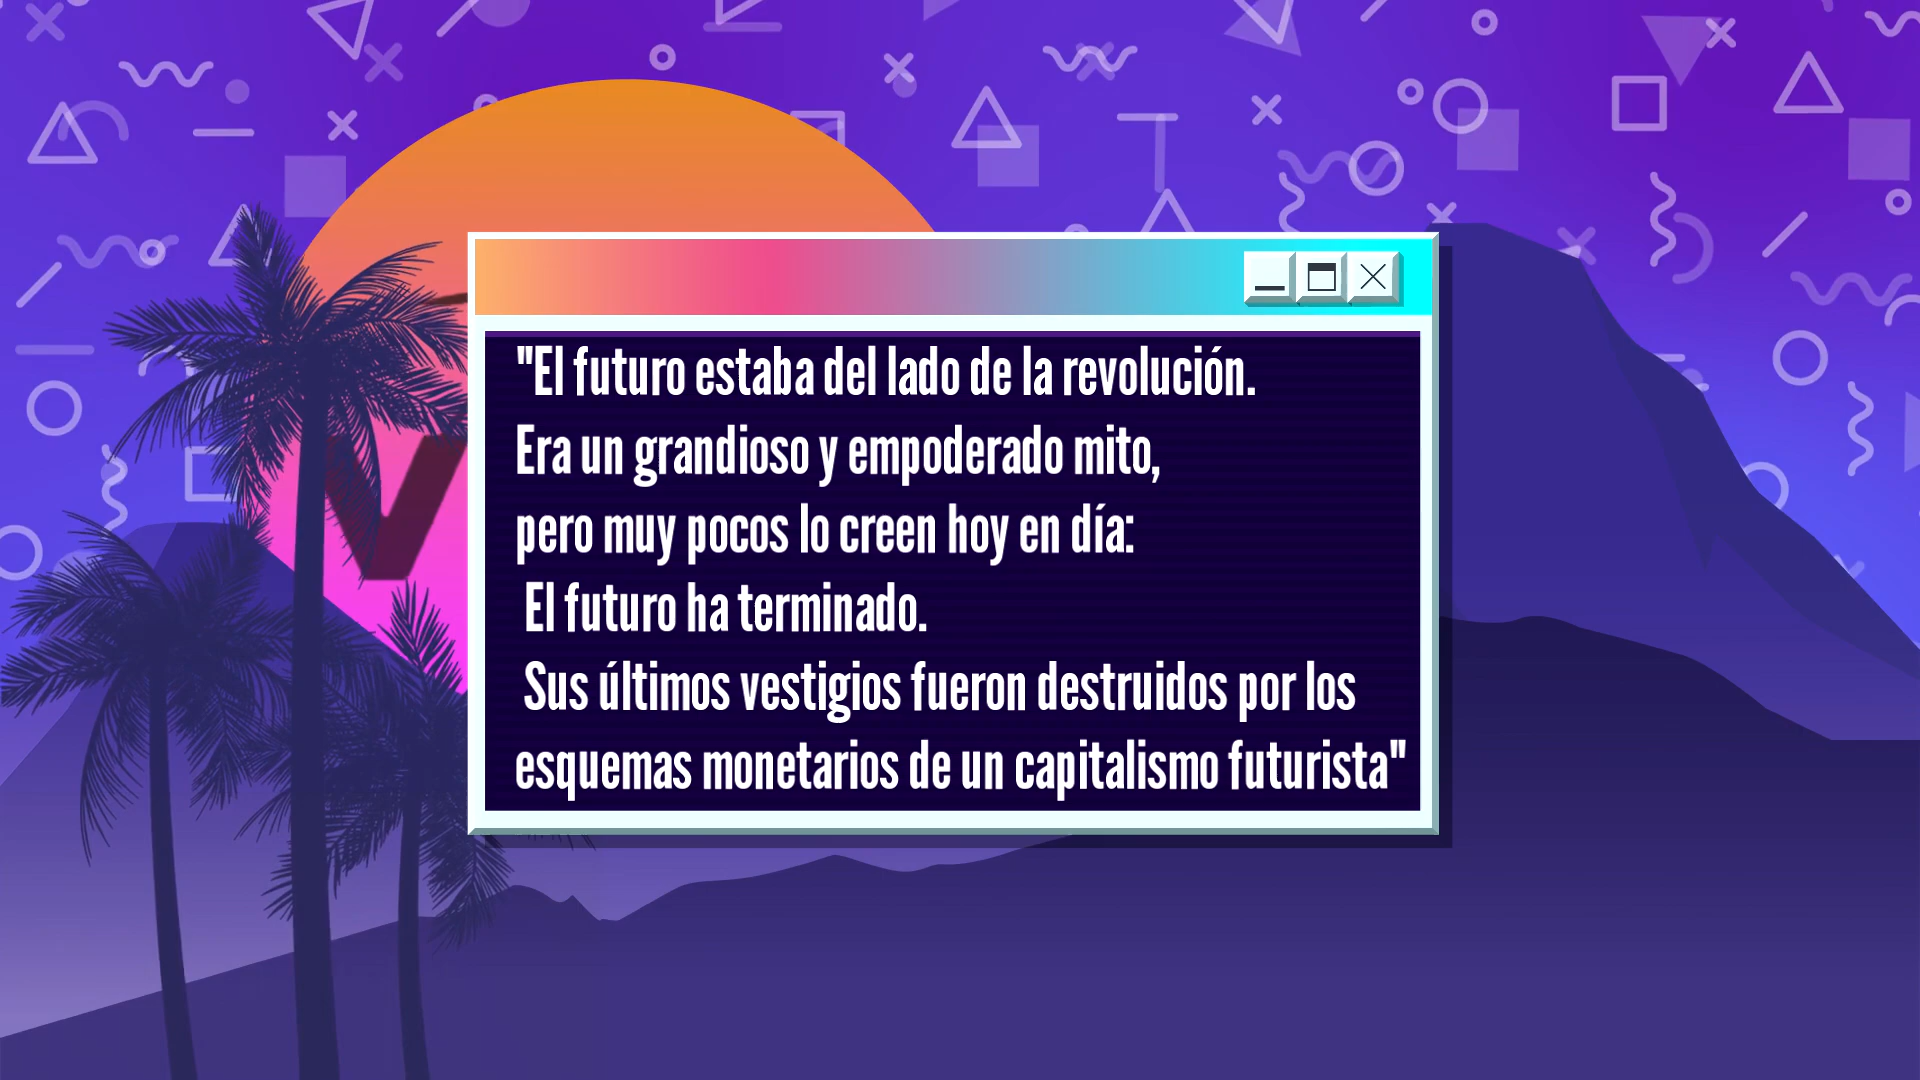 "El futuro estaba del lado de la revolución.
Era un grandioso y empoderado mito,
pero muy pocos lo creen hoy en día:
El futuro ha terminado.
Sus últimos vestigios fueron destruidos por los
esquemas monetarios de un capitalismo futurista"